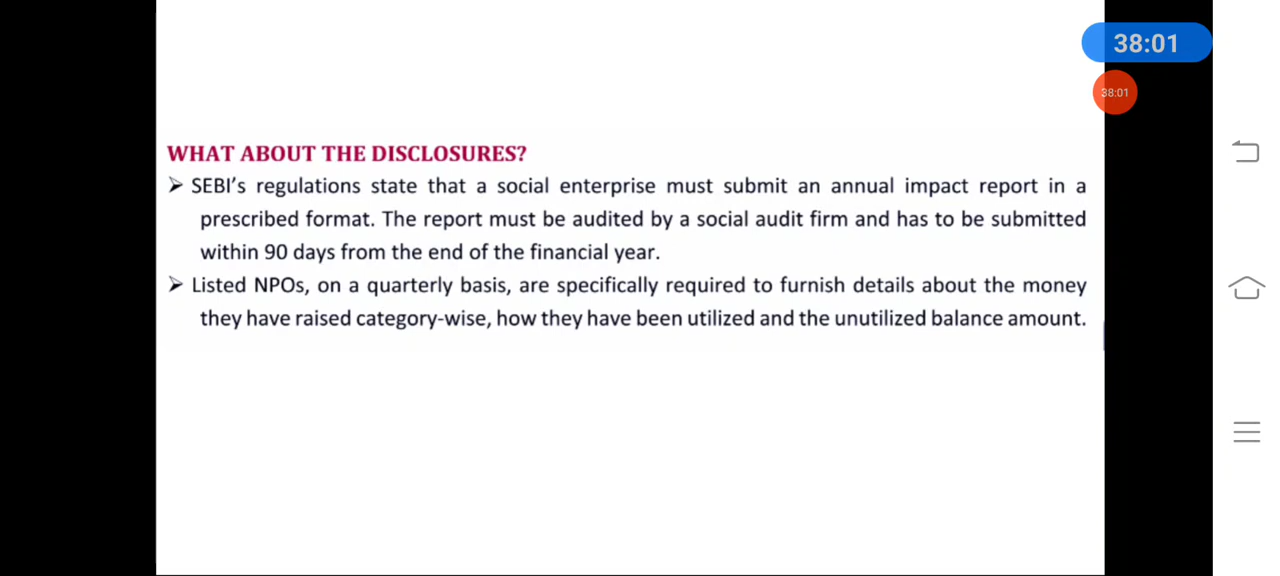 38:01
38:01
WHAT ABOUT THE DISCLOSURES?
➢ SEBI's regulations state that a social enterprise must submit an annual impact report in a
prescribed format. The report must be audited by a social audit firm and has to be submitted
within 90 days from the end of the financial year.
➢ Listed NPOs, on a quarterly basis, are specifically required to furnish details about the money
they have raised category-wise, how they have been utilized and the unutilized balance amount.